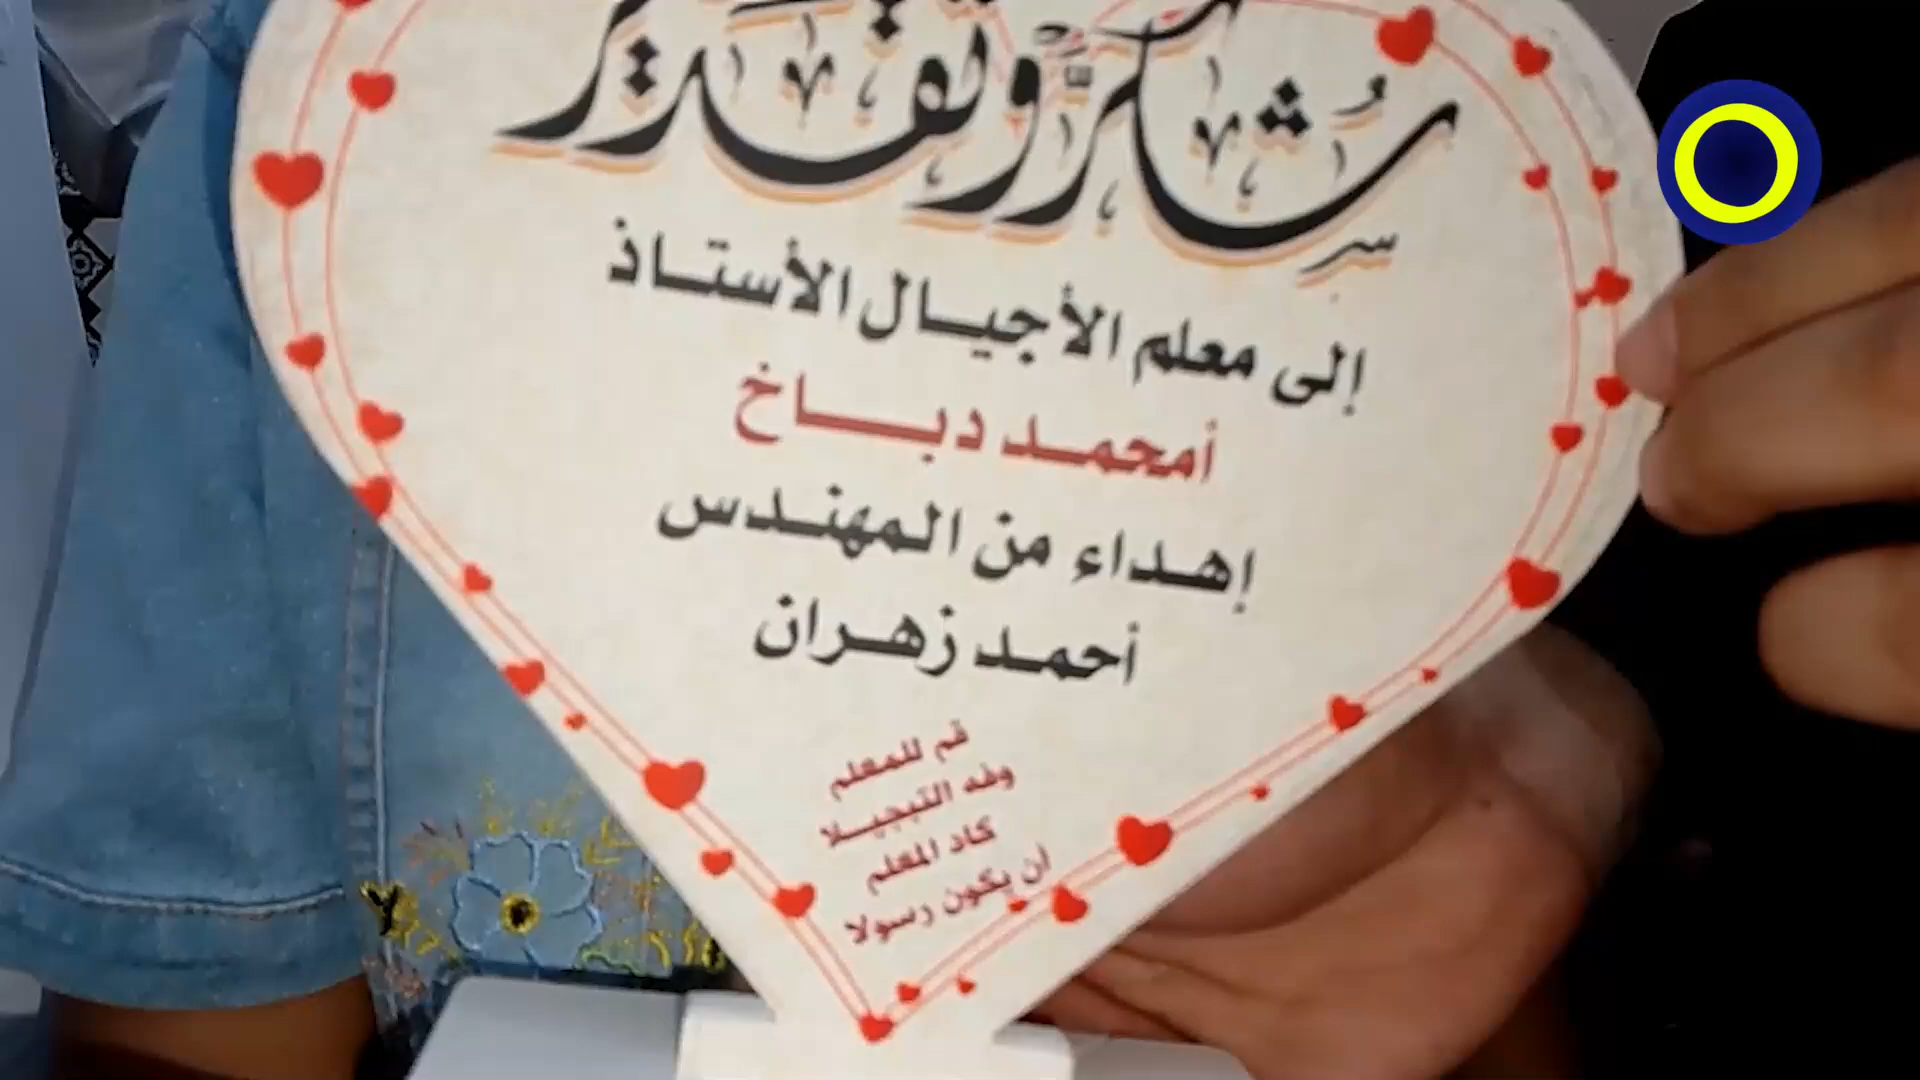 شُكرٌ وتقدير
إلى معلم الأجيال الأستاذ
أمحمد دباخ
إهداء من المهندس
أحمد زهران
قم للمعلم
وفه التبجيلا
كاد المعلم
أن يكون رسولا